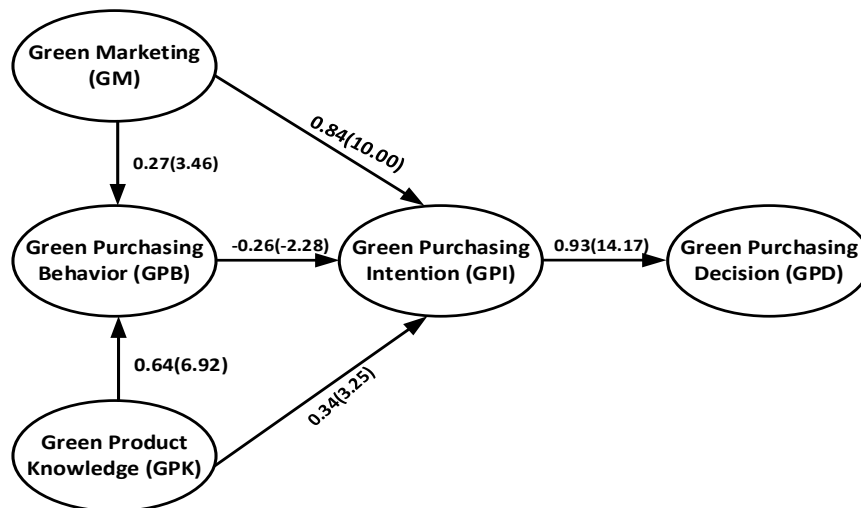 Green Marketing
(GM)
0.84(10.00)
0.27(3.46)
Green Purchasing
Behavior (GPB)
-0.26(-2.28)
Green Purchasing
Intention (GPI)
0.93(14.17)
Green Purchasing
Decision (GPD)
0.64(6.92)
0.34(3.25)
Green Product
Knowledge (GPK)